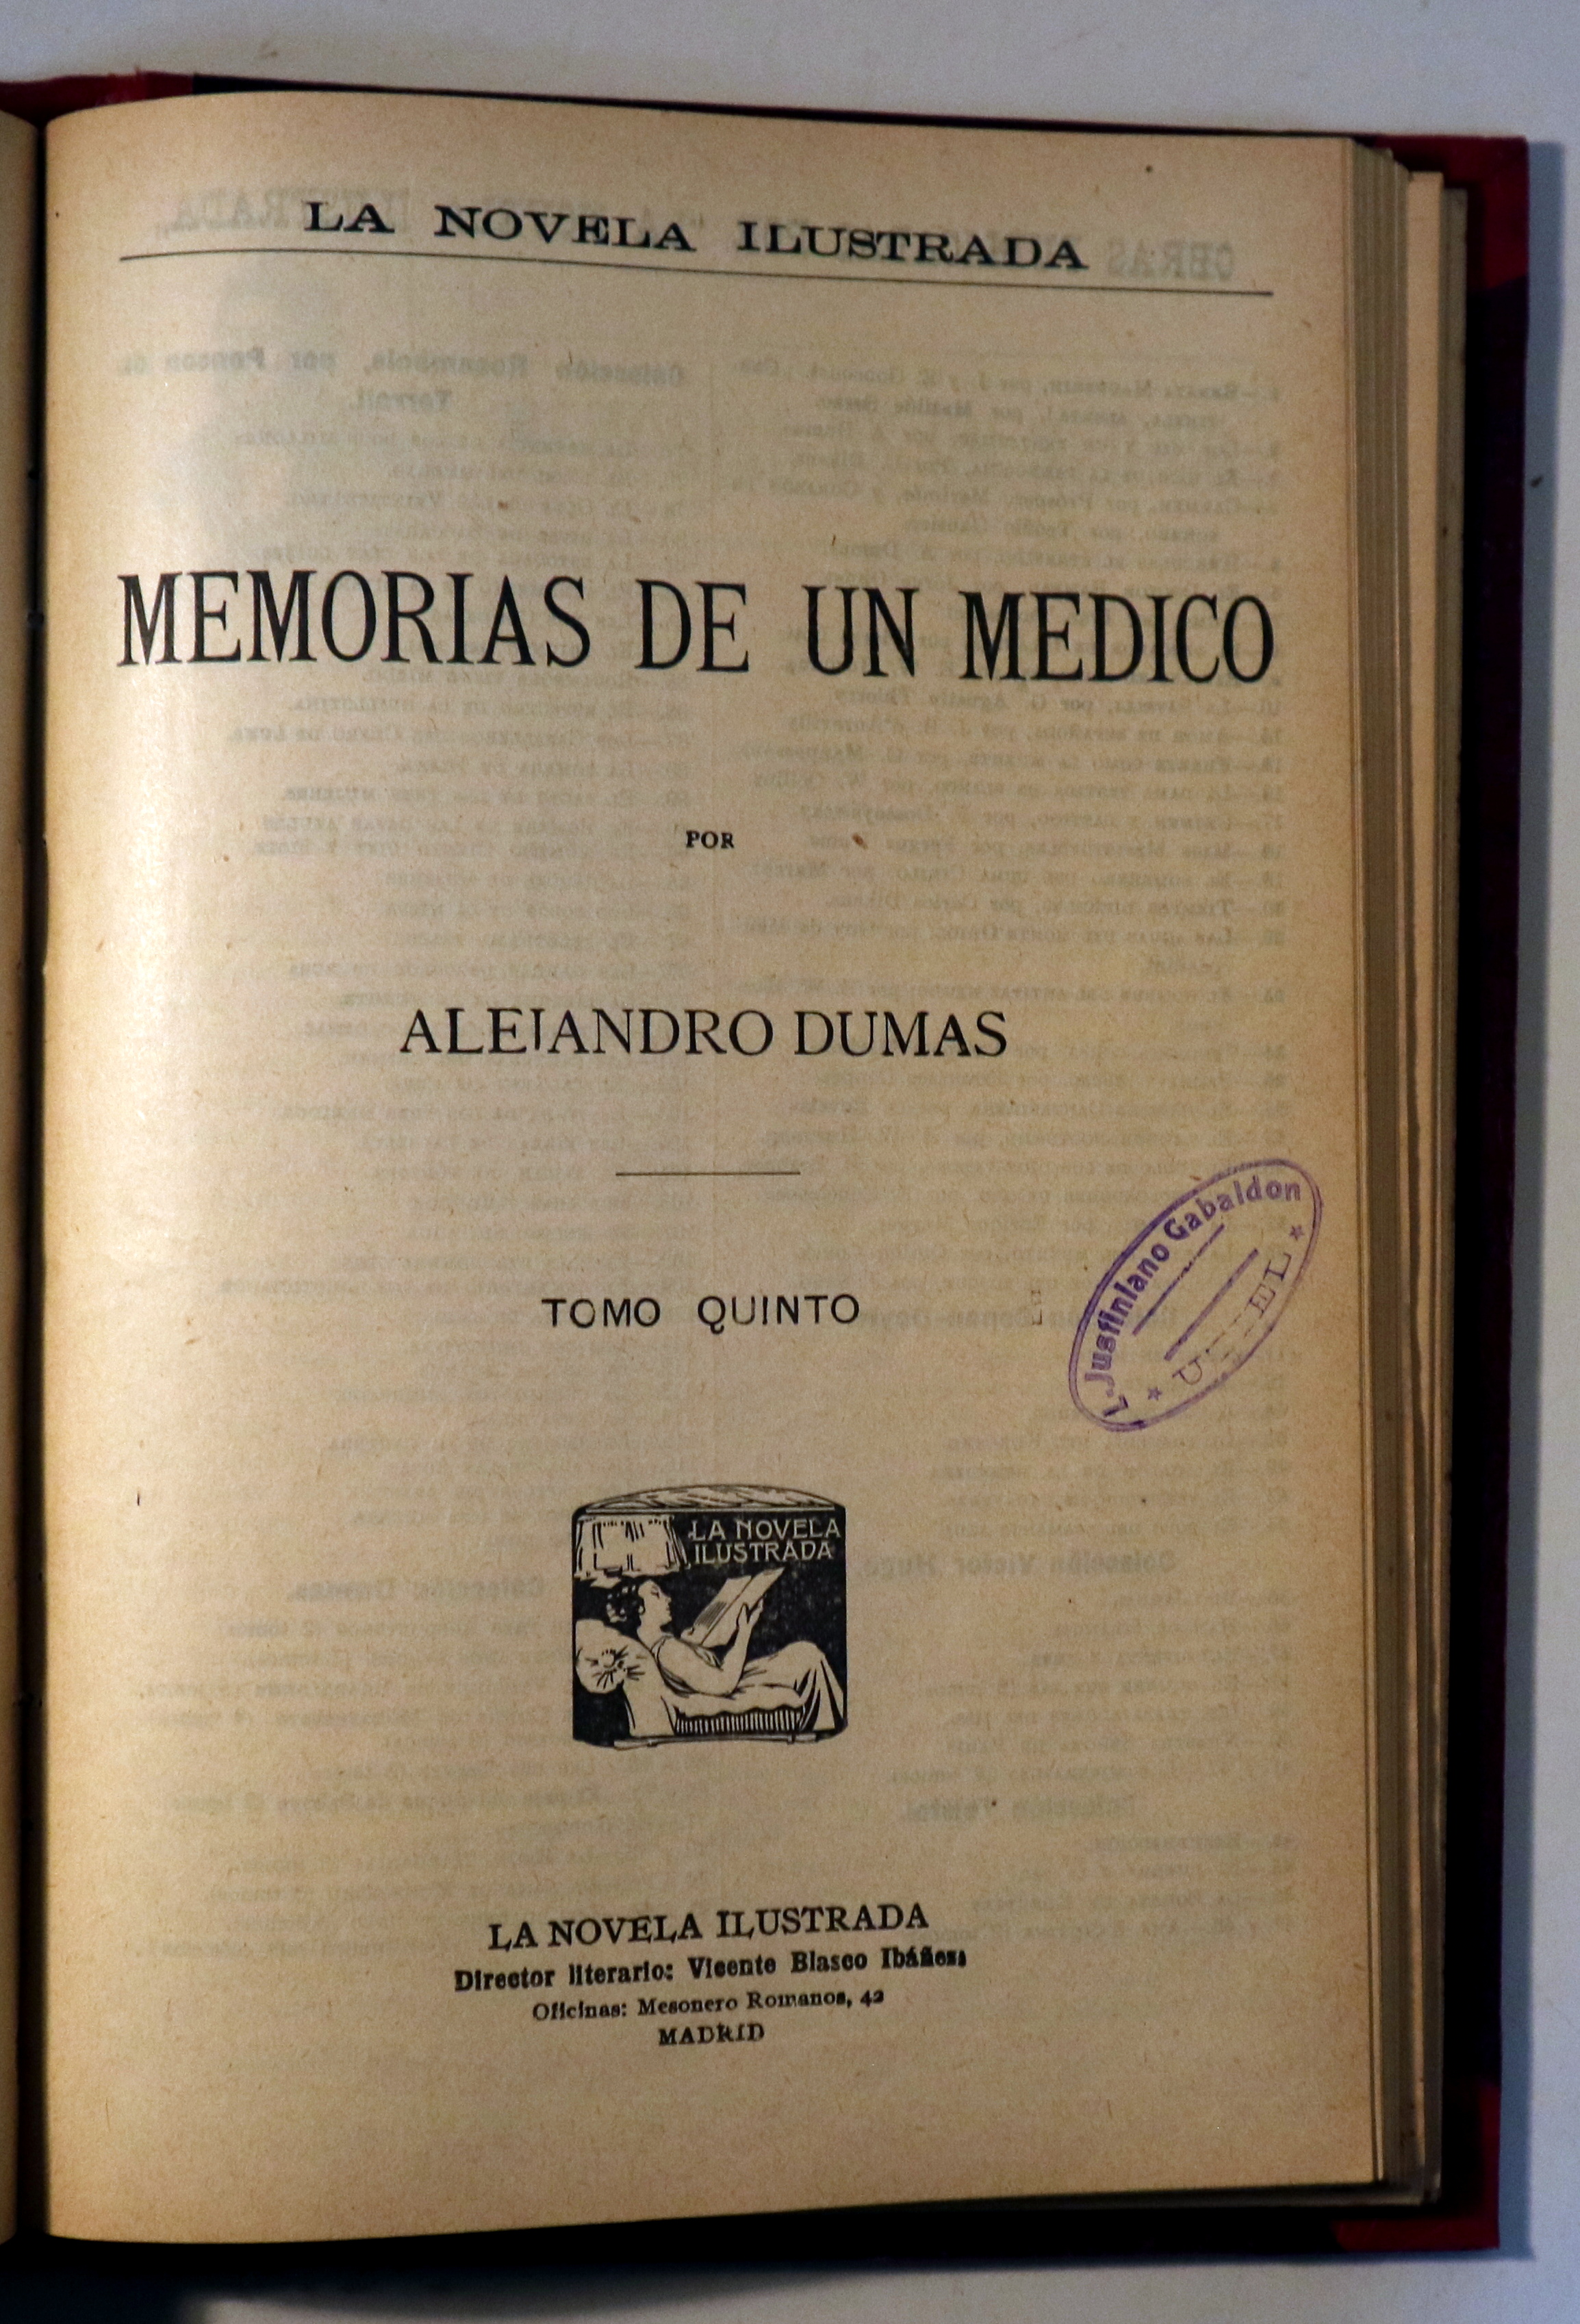 LA NOVELA ILUSTRADA
MEMORIAS DE UN MEDICO
POR
ALEJANDRO DUMAS
TOMO QUINTO
L. Justiniano Gabaldon
LA NOVELA
ILUSTRADA
LA NOVELA ILUSTRADA
Director literario: Vicente Blasco Ibáñez:
Oficinas: Mesonero Romanos, 42
MADRID